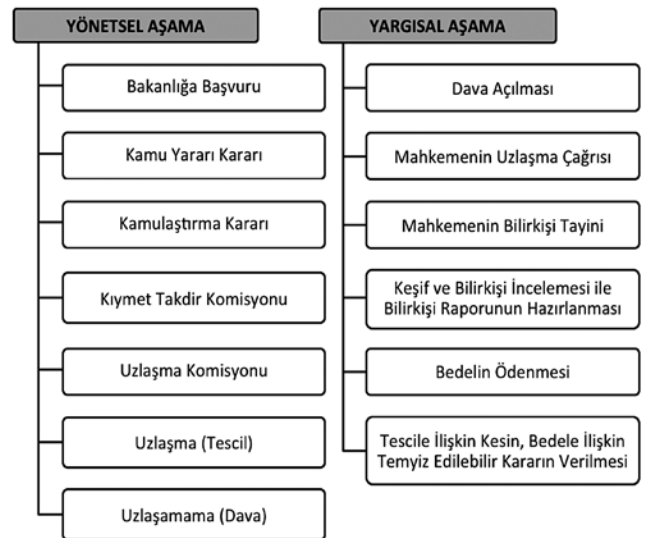 YÖNETSEL AŞAMA
Bakanlığa Başvuru
Kamu Yararı Kararı
Kamulaştırma Kararı
Kıymet Takdir Komisyonu
Uzlaşma Komisyonu
Uzlaşma (Tescil)
Uzlaşamama (Dava)
YARGISAL AŞAMA
Dava Açılması
Mahkemenin Uzlaşma Çağrısı
Mahkemenin Bilirkişi Tayini
Keşif ve Bilirkişi İncelemesi ile
Bilirkişi Raporunun Hazırlanması
Bedelin Ödenmesi
Tescile İlişkin Kesin, Bedele İlişkin
Temyiz Edilebilir Kararın Verilmesi